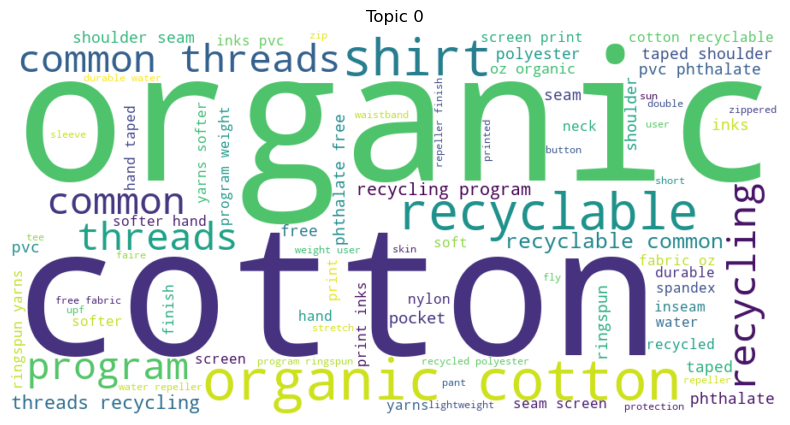 Topic 0
shoulder seam
inks pvc
zip
screen print
cotton recyclable
common threads
shirt
polyester
taped shoulder
durable water
oz organic
pvc phthalate
organic
sleeve
hand taped
yarns softer
program weight
phthalate free
waistband
repeller finish
printed
seam
neck
button
shoulder
sun
double
user
zippered
inks
short
common
recycling program
recyclable
recycling
threads
softer hand
free
tee
pvc
faire
weight user
skin
soft
recyclable common
cotton
print
fabric oz
durable
spandex
free fabric
upf
softer
finish
hand
stretch
print inks
nylon
pocket
fly
ringspun
inseam
water
recycled
ringspun yarns
program
screen
program ringspun
recycled polyester
taped
repeller
water repeller
organic cotton
pant
phthalate
threads recycling
yarns
lightweight
seam screen
protection